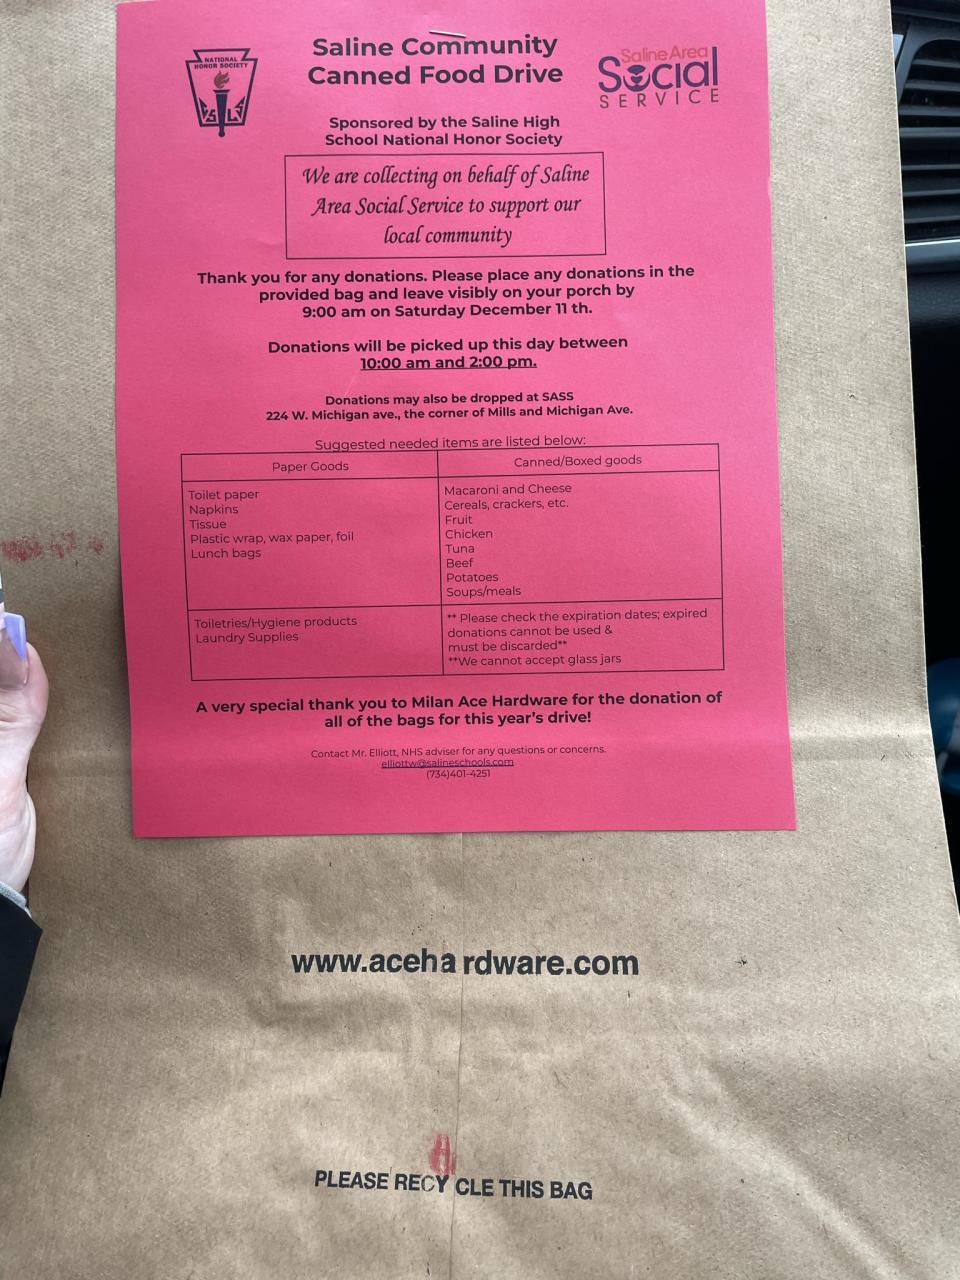 NATIONAL
HONOR SOCIETY
S L S
Saline Community
Canned Food Drive
Saline Area
Social
SERVICE
Sponsored by the Saline High
School National Honor Society
We are collecting on behalf of Saline
Area Social Service to support our
local community
Thank you for any donations. Please place any donations in the
provided bag and leave visibly on your porch by
9:00 am on Saturday December 11 th.
Donations will be picked up this day between
10:00 am and 2:00 pm.
Donations may also be dropped at SASS
224 W. Michigan ave., the corner of Mills and Michigan Ave.
Suggested needed items are listed below:
Paper Goods
Toilet paper
Napkins
Tissue
Plastic wrap, wax paper, foil
Lunch bags
Canned/Boxed goods
Macaroni and Cheese
Cereals, crackers, etc.
Fruit
Chicken
Tuna
Beef
Potatoes
Soups/meals
Toiletries/Hygiene products
Laundry Supplies
** Please check the expiration dates; expired
donations cannot be used &
must be discarded**
**We cannot accept glass jars
A very special thank you to Milan Ace Hardware for the donation of
all of the bags for this year's drive!
Contact Mr. Elliott, NHS adviser for any questions or concerns.
elliottw@salineschools.com
(734)401-4251
www.acehardware.com
PLEASE RECYCLE THIS BAG